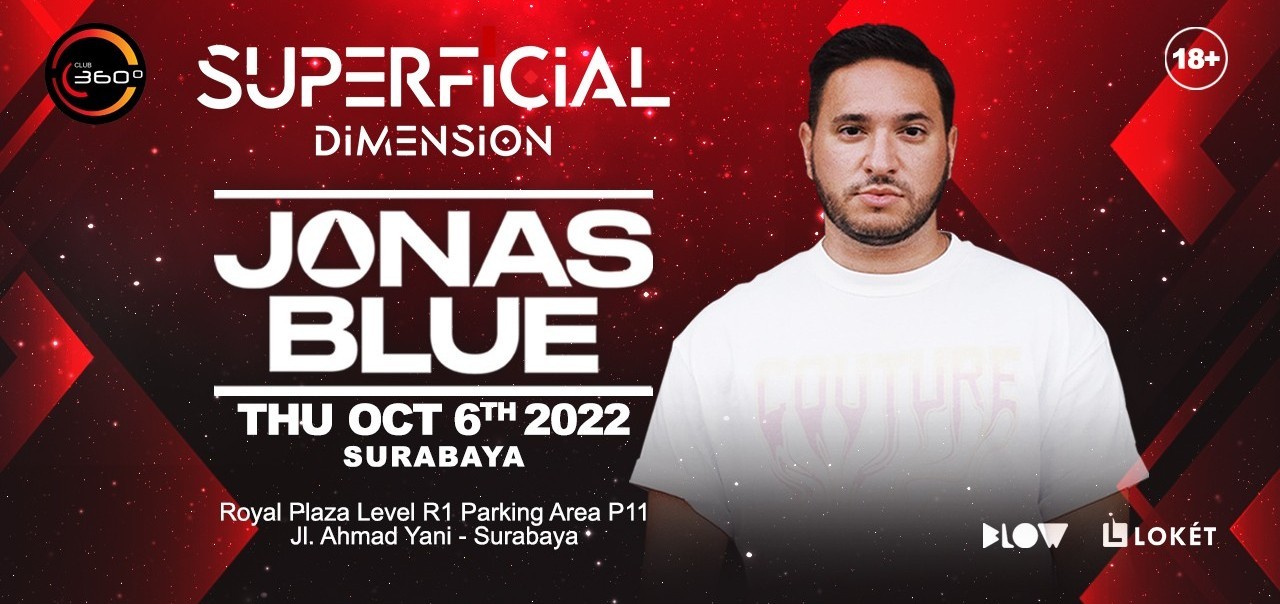 CLUB
360°
SUPERFiCiAL
DiMENSiON
18+
JONAS
BLUE
THU OCT 6TH 2022
SURABAYA
Royal Plaza Level R1 Parking Area P11
Jl. Ahmad Yani - Surabaya
COUTURE
BLOW
LOKÉT